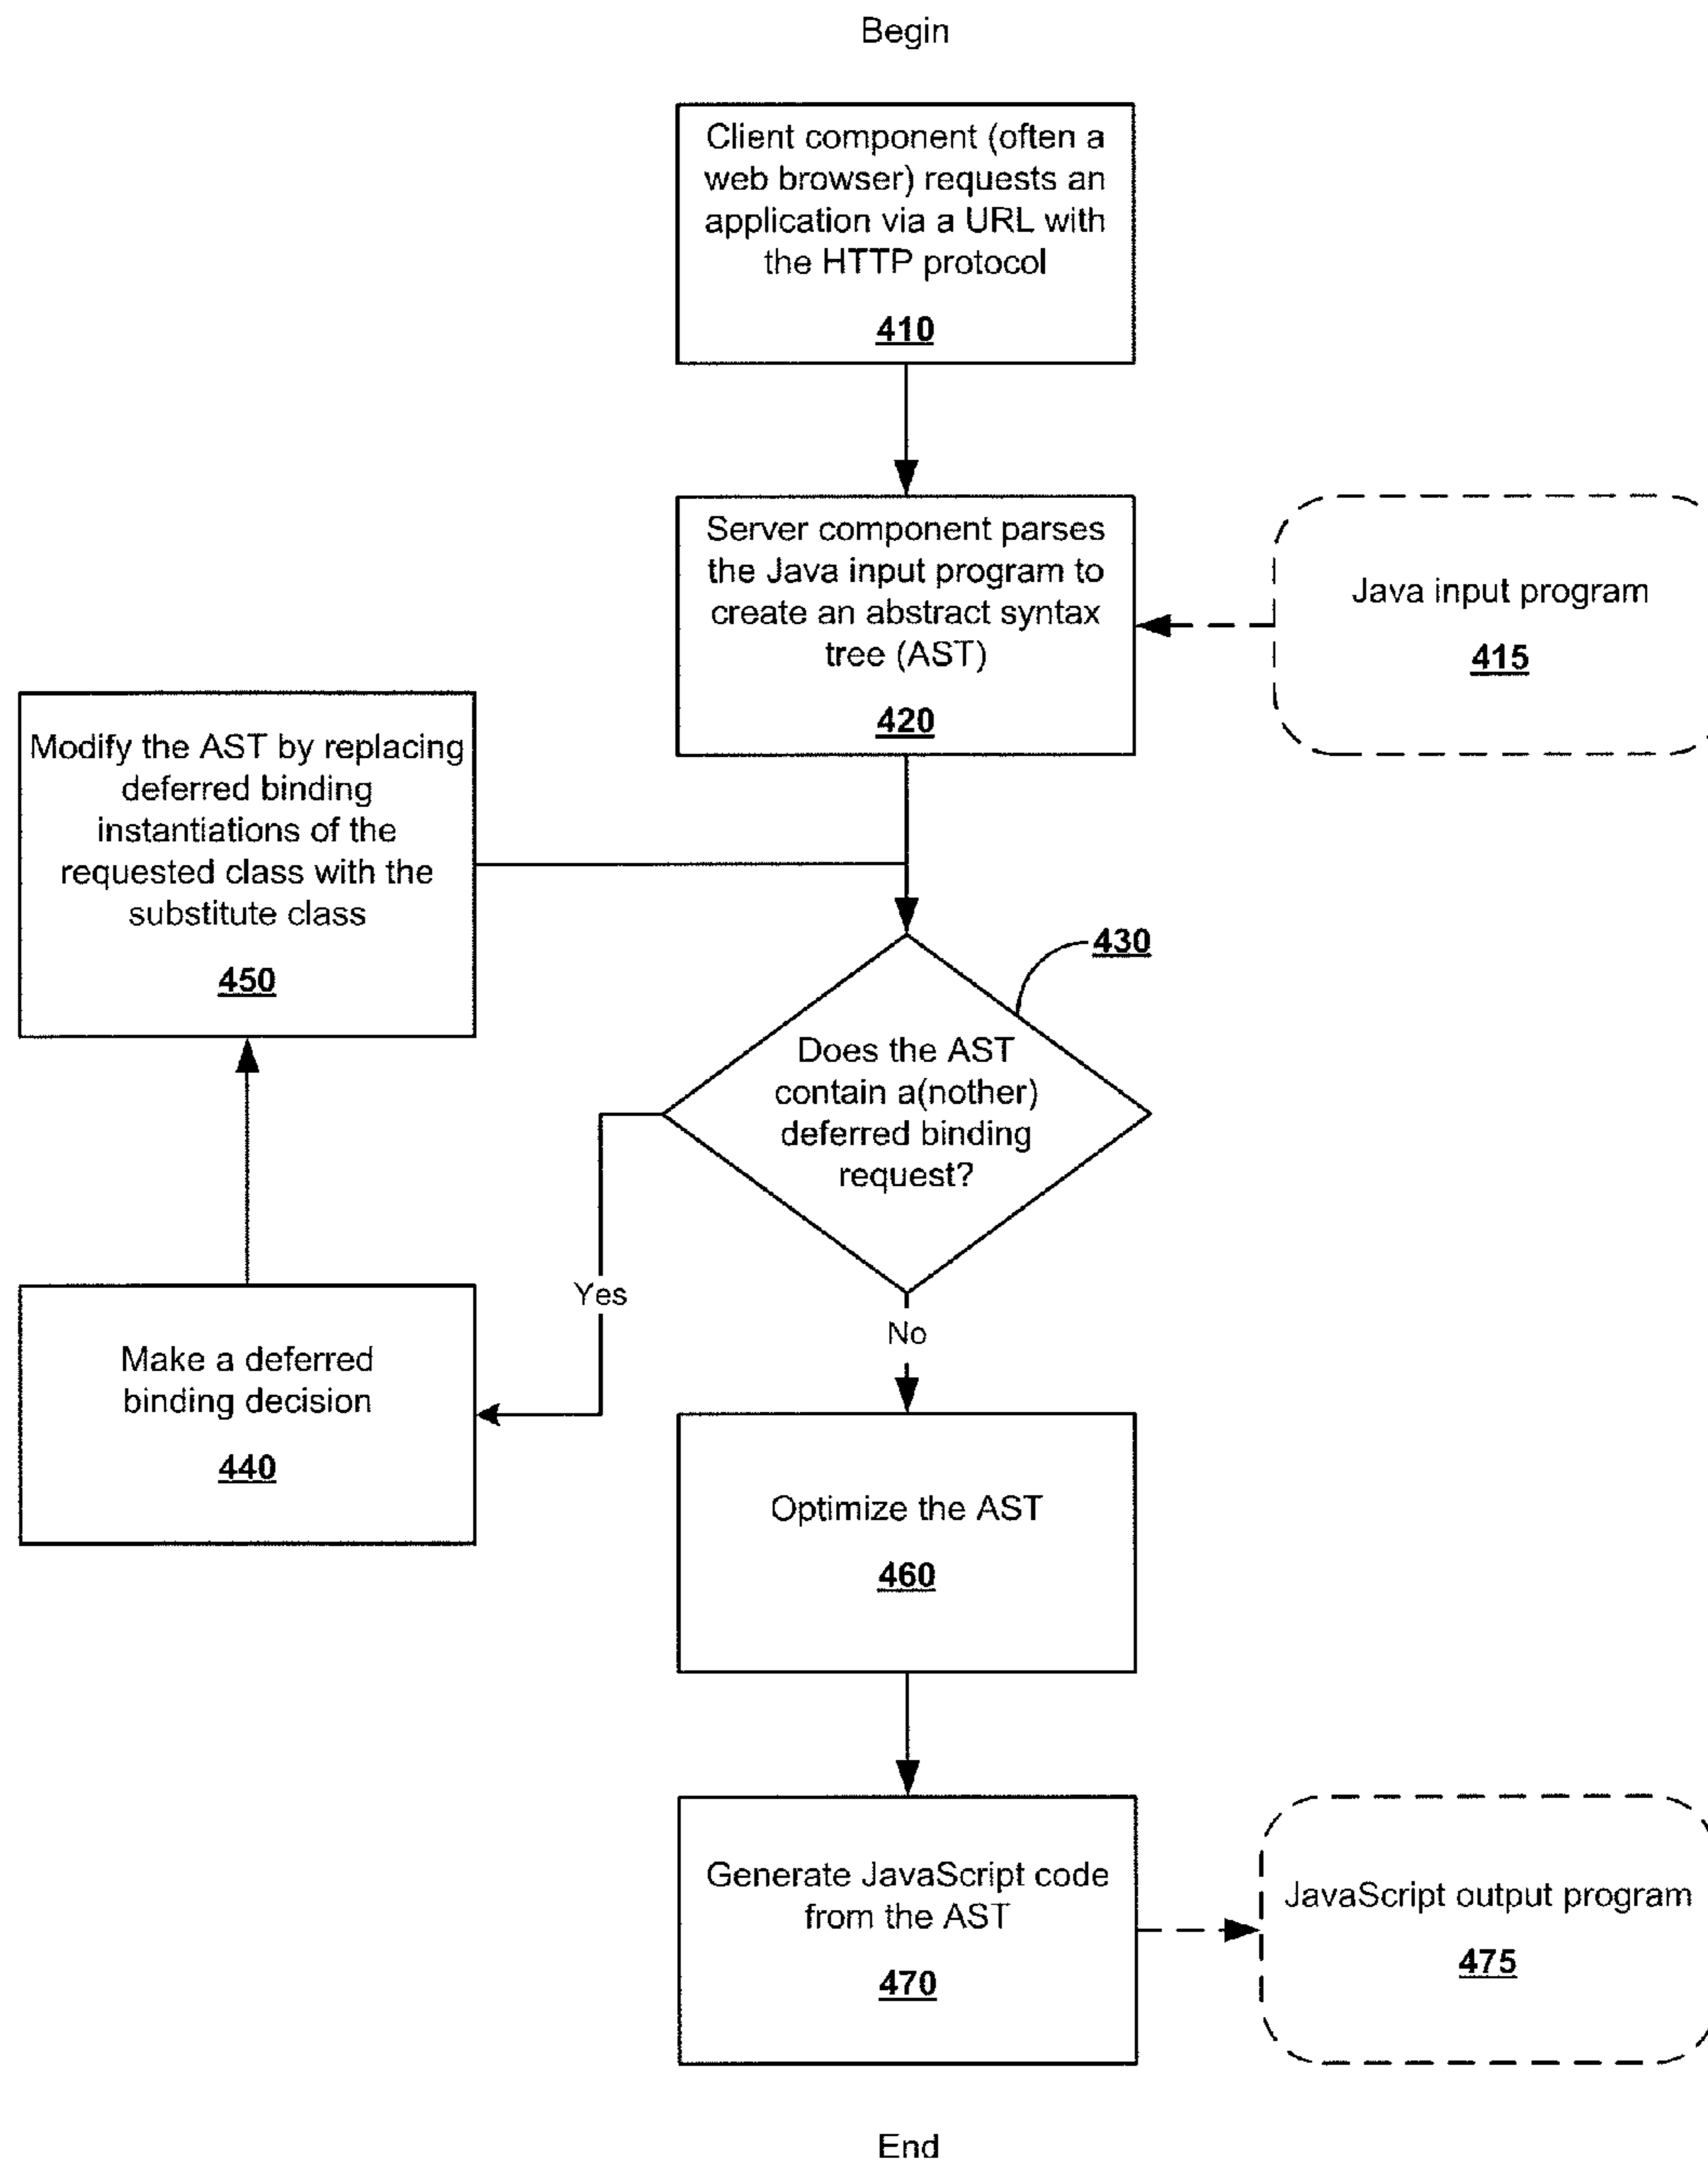 Begin
Client component (often a
web browser) requests an
application via a URL with
the HTTP protocol
410
Server component parses
the Java input program to
create an abstract syntax
tree (AST)
420
Java input program
415
Modify the AST by replacing
deferred binding
instantiations of the
requested class with the
substitute class
450
430
Does the AST
contain a(nother)
deferred binding
request?
Yes
No
Make a deferred
binding decision
440
Optimize the AST
460
Generate JavaScript code
from the AST
470
JavaScript output program
475
End